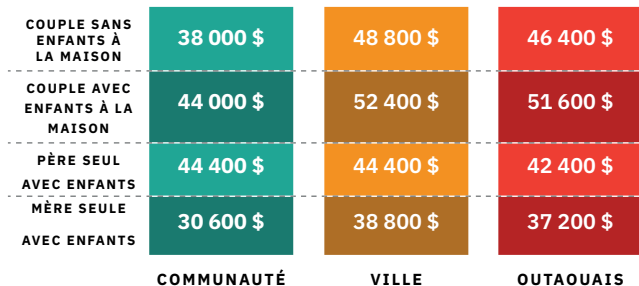 COUPLE SANS
ENFANTS À
LA MAISON
38 000 $ 48 800 $ 46 400 $
COUPLE AVEC
ENFANTS À LA
MAISON
44 000 $ 52 400 $ 51 600 $
PÈRE SEUL
AVEC ENFANTS
44 400 $ 44 400 $ 42 400 $
MÈRE SEULE
AVEC ENFANTS
30 600 $ 38 800 $ 37 200 $
COMMUNAUTÉ VILLE OUTAOUAIS